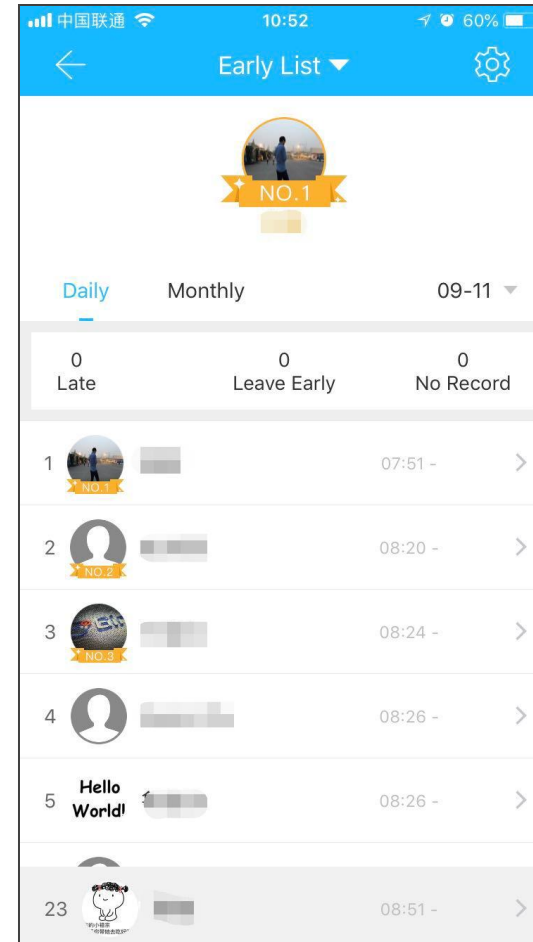 中国联通 10:52 60%
Early List
NO.1
Daily Monthly 09-11
0 0 0
Late Leave Early No Record
1 NO.1 07:51 -
2 NO.2 08:20 -
3 NO.3 08:24 -
4 08:26 -
5 Hello World! 08:26 -
23 08:51 -